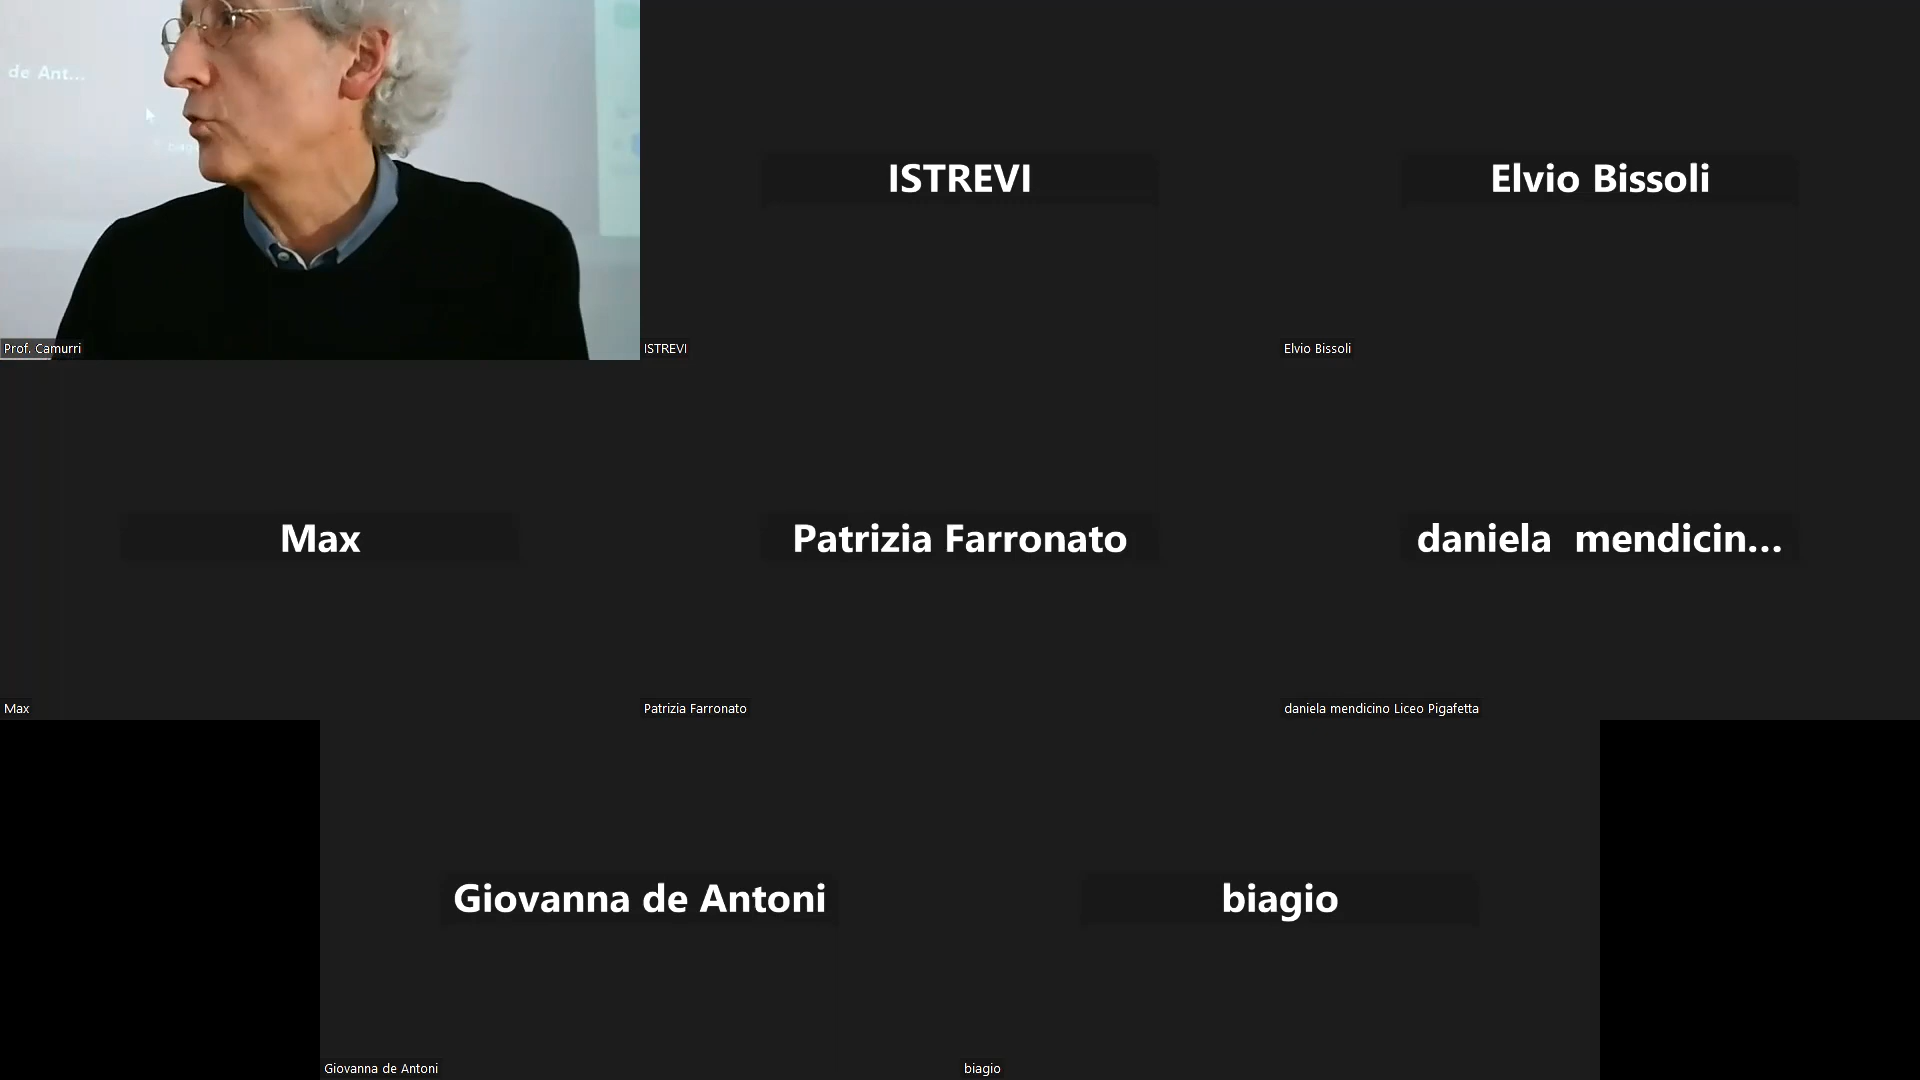 de Ant...
Prof. Camurri
ISTREVI
ISTREVI
Elvio Bissoli
Elvio Bissoli
Max
Max
Patrizia Farronato
Patrizia Farronato
daniela mendicin...
daniela mendicino Liceo Pigafetta
Giovanna de Antoni
Giovanna de Antoni
biagio
biagio